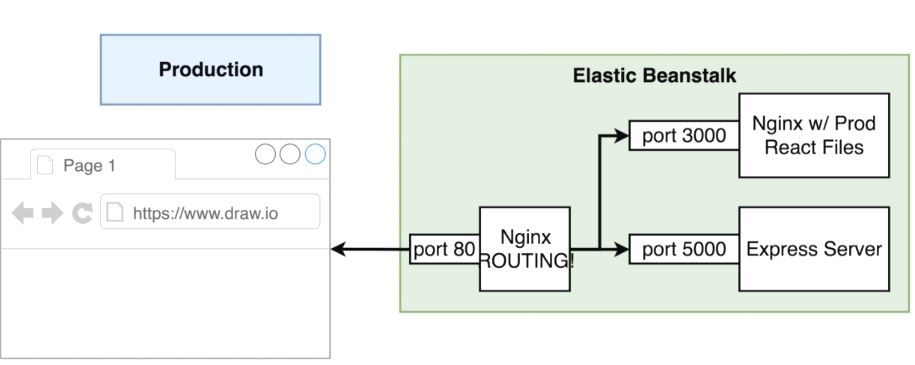 Production
Elastic Beanstalk
Page 1
https://www.draw.io
port 80
Nginx
ROUTING!
port 3000
Nginx w/ Prod
React Files
port 5000
Express Server